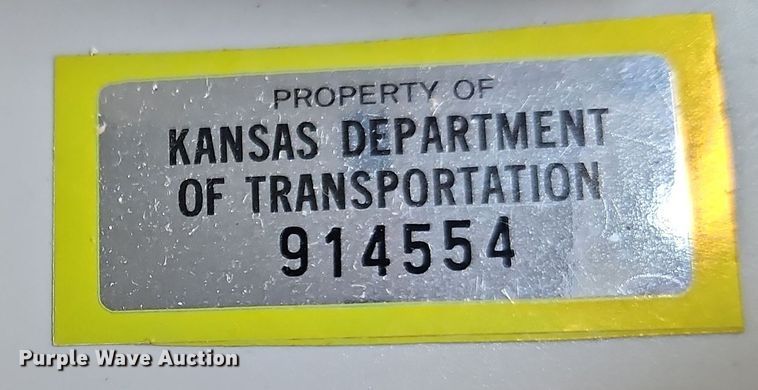 PROPERTY OF
KANSAS DEPARTMENT
OF TRANSPORTATION
914554
Purple Wave Auction